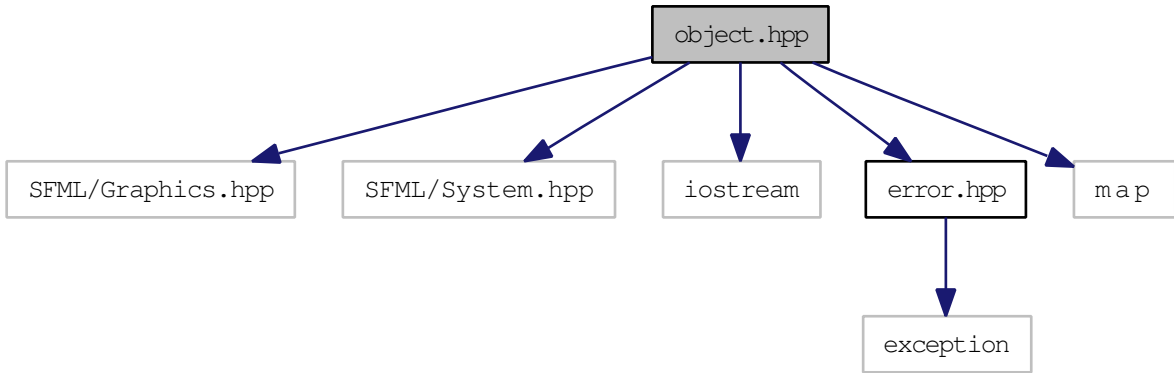 object.hpp
SFML/Graphics.hpp
SFML/System.hpp
iostream
error.hpp
map
exception